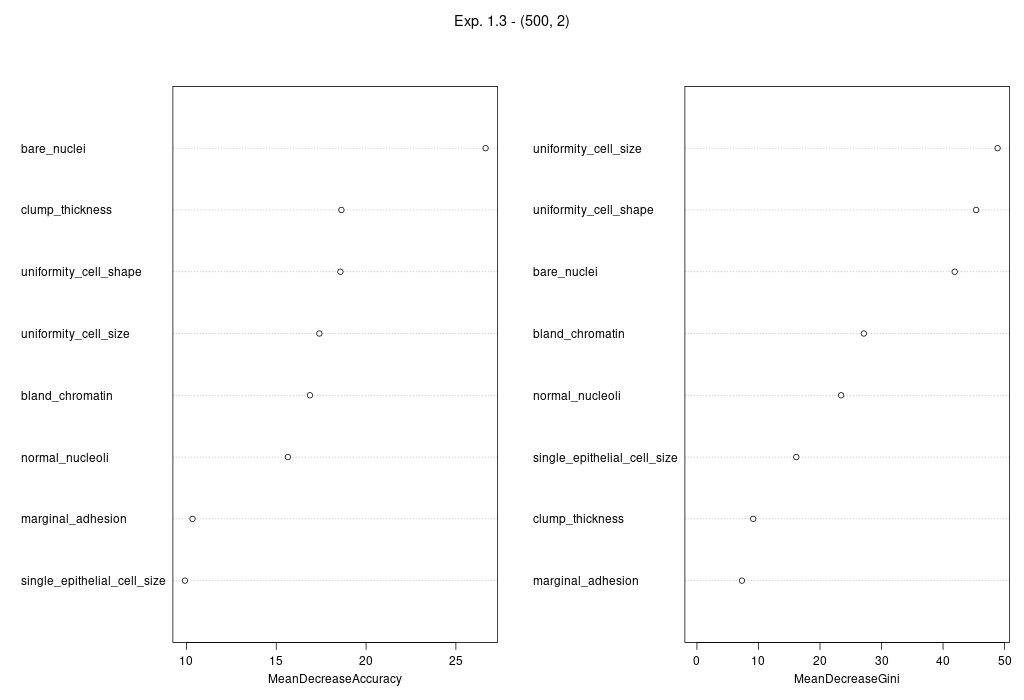 Exp. 1.3 - (500, 2)
bare_nuclei
clump_thickness
uniformity_cell_shape
uniformity_cell_size
bland_chromatin
normal_nucleoli
marginal_adhesion
single_epithelial_cell_size
10 15 20 25
MeanDecreaseAccuracy
uniformity_cell_size
uniformity_cell_shape
bare_nuclei
bland_chromatin
normal_nucleoli
single_epithelial_cell_size
clump_thickness
marginal_adhesion
0 10 20 30 40 50
MeanDecreaseGini